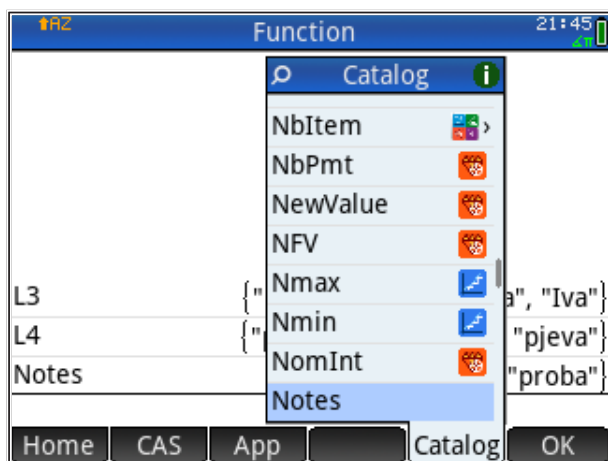 AZ Function 21:45
∡π
Catalog
NbItem
NbPmt
NewValue
NFV
Nmax
L3 {" a", "Iva"}
Nmin
L4 {"p "pjeva"}
NomInt
Notes "proba"}
Notes
Home CAS App Catalog OK